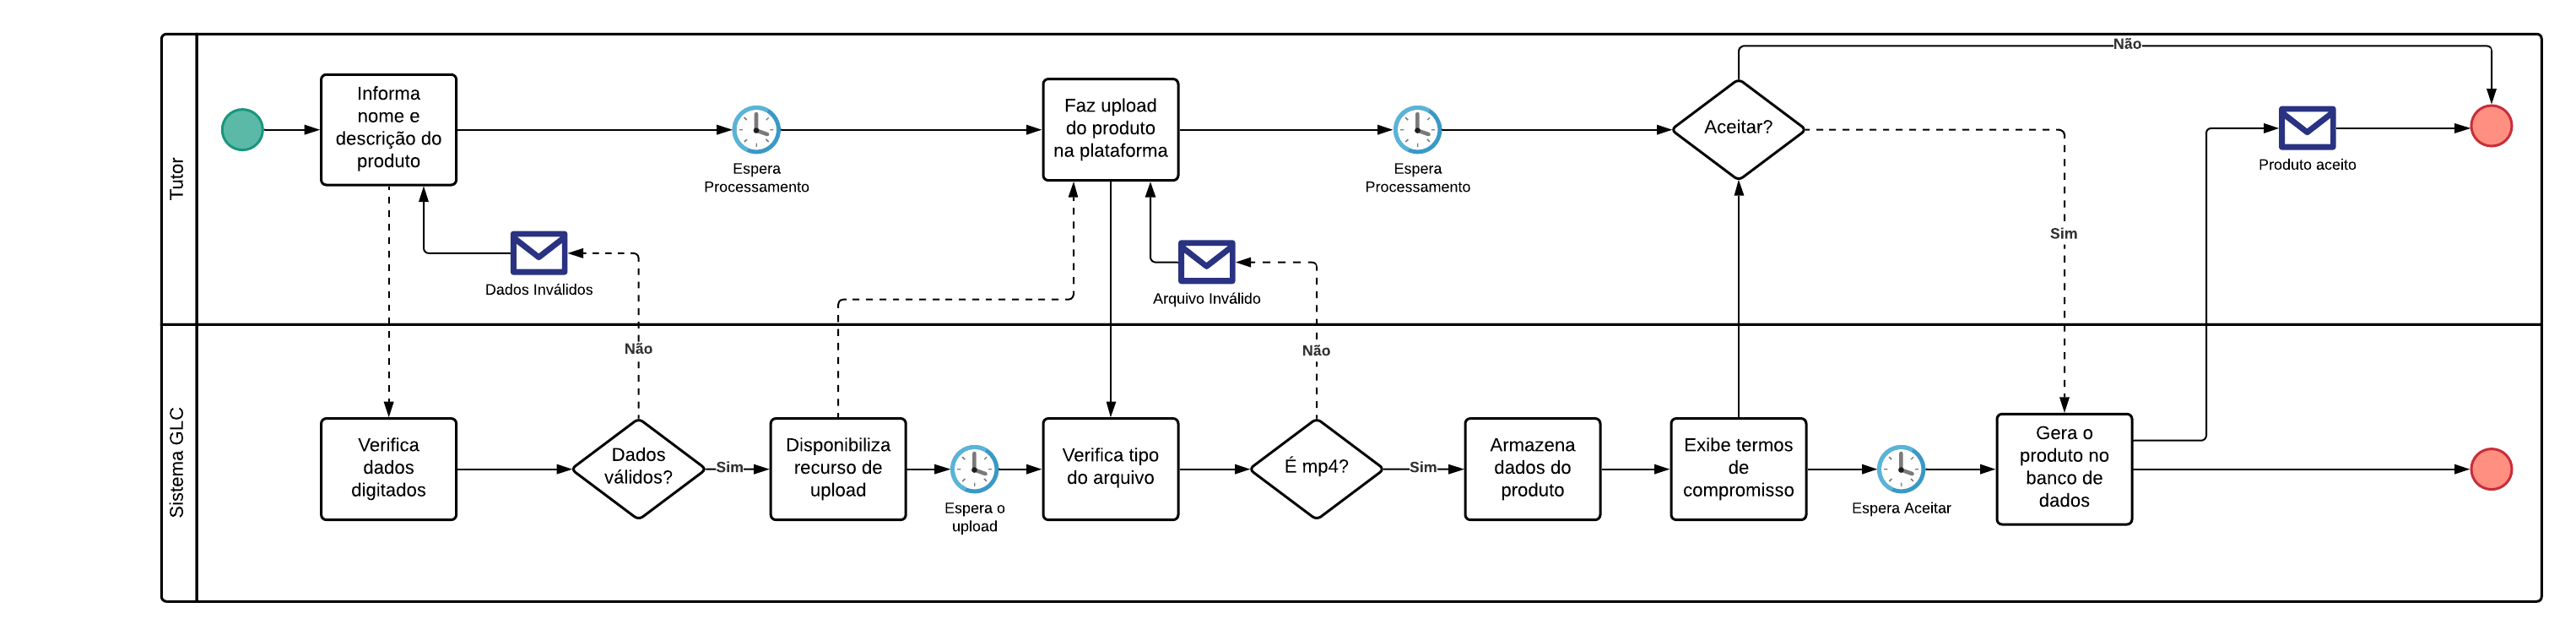 Tutor
Informa
nome e
descrição do
produto
Espera
Processamento
Faz upload
do produto
na plataforma
Espera
Processamento
Aceitar?
Não
Produto aceito
Sim
Dados Inválidos
Arquivo Inválido
Sistema GLC
Não
Não
Verifica
dados
digitados
Dados
válidos?
Sim
Disponibiliza
recurso de
upload
Espera o
upload
Verifica tipo
do arquivo
É mp4?
Sim
Armazena
dados do
produto
Exibe termos
de
compromisso
Espera Aceitar
Gera o
produto no
banco de
dados